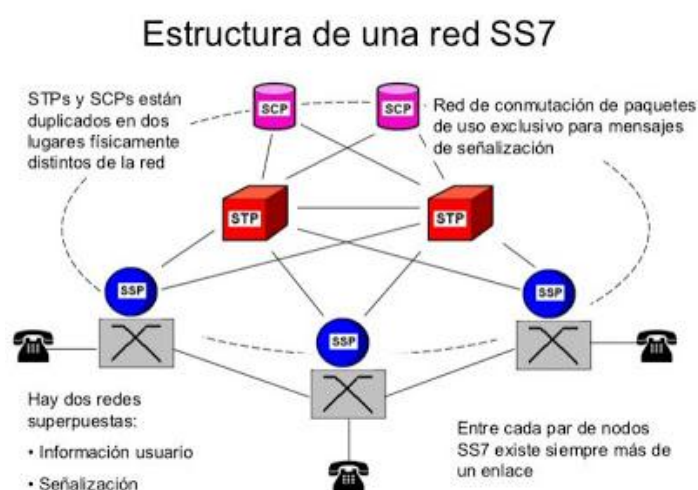 Estructura de una red SS7
STPs y SCPs están
duplicados en dos
lugares físicamente
distintos de la red
SCP
SCP
Red de conmutación de paquetes
de uso exclusivo para mensajes
de señalización
STP
STP
SSP
SSP
SSP
Hay dos redes
superpuestas:
• Información usuario
• Señalización
Entre cada par de nodos
SS7 existe siempre más de
un enlace